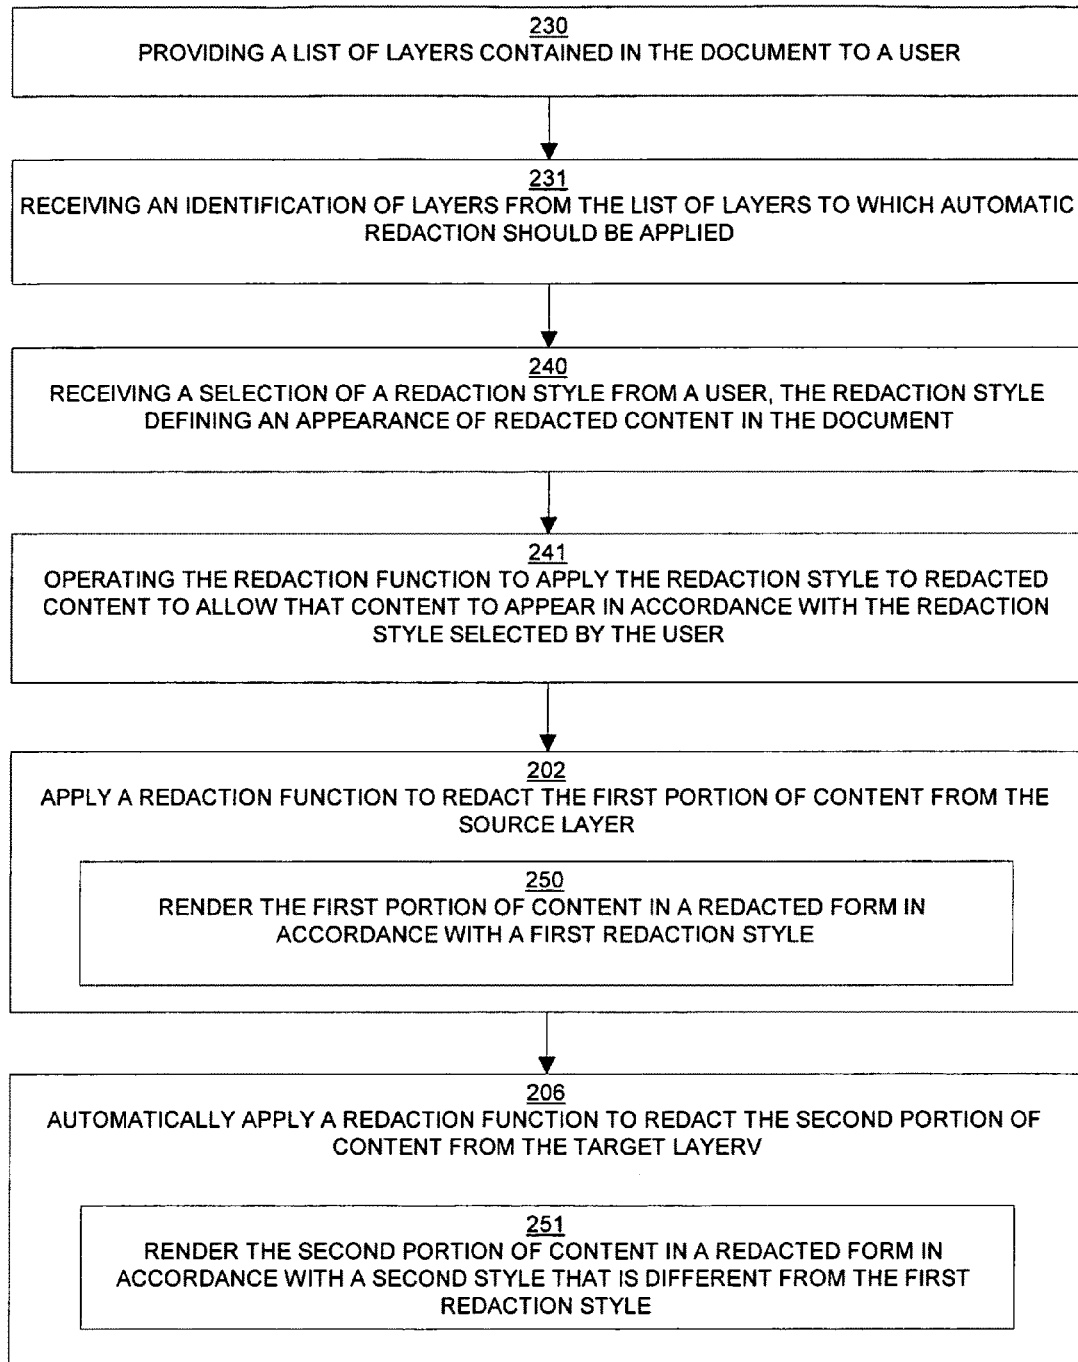 230
PROVIDING A LIST OF LAYERS CONTAINED IN THE DOCUMENT TO A USER
231
RECEIVING AN IDENTIFICATION OF LAYERS FROM THE LIST OF LAYERS TO WHICH AUTOMATIC
REDACTION SHOULD BE APPLIED
240
RECEIVING A SELECTION OF A REDACTION STYLE FROM A USER, THE REDACTION STYLE
DEFINING AN APPEARANCE OF REDACTED CONTENT IN THE DOCUMENT
241
OPERATING THE REDACTION FUNCTION TO APPLY THE REDACTION STYLE TO REDACTED
CONTENT TO ALLOW THAT CONTENT TO APPEAR IN ACCORDANCE WITH THE REDACTION
STYLE SELECTED BY THE USER
202
APPLY A REDACTION FUNCTION TO REDACT THE FIRST PORTION OF CONTENT FROM THE
SOURCE LAYER
250
RENDER THE FIRST PORTION OF CONTENT IN A REDACTED FORM IN
ACCORDANCE WITH A FIRST REDACTION STYLE
206
AUTOMATICALLY APPLY A REDACTION FUNCTION TO REDACT THE SECOND PORTION OF
CONTENT FROM THE TARGET LAYERV
251
RENDER THE SECOND PORTION OF CONTENT IN A REDACTED FORM IN
ACCORDANCE WITH A SECOND STYLE THAT IS DIFFERENT FROM THE FIRST
REDACTION STYLE